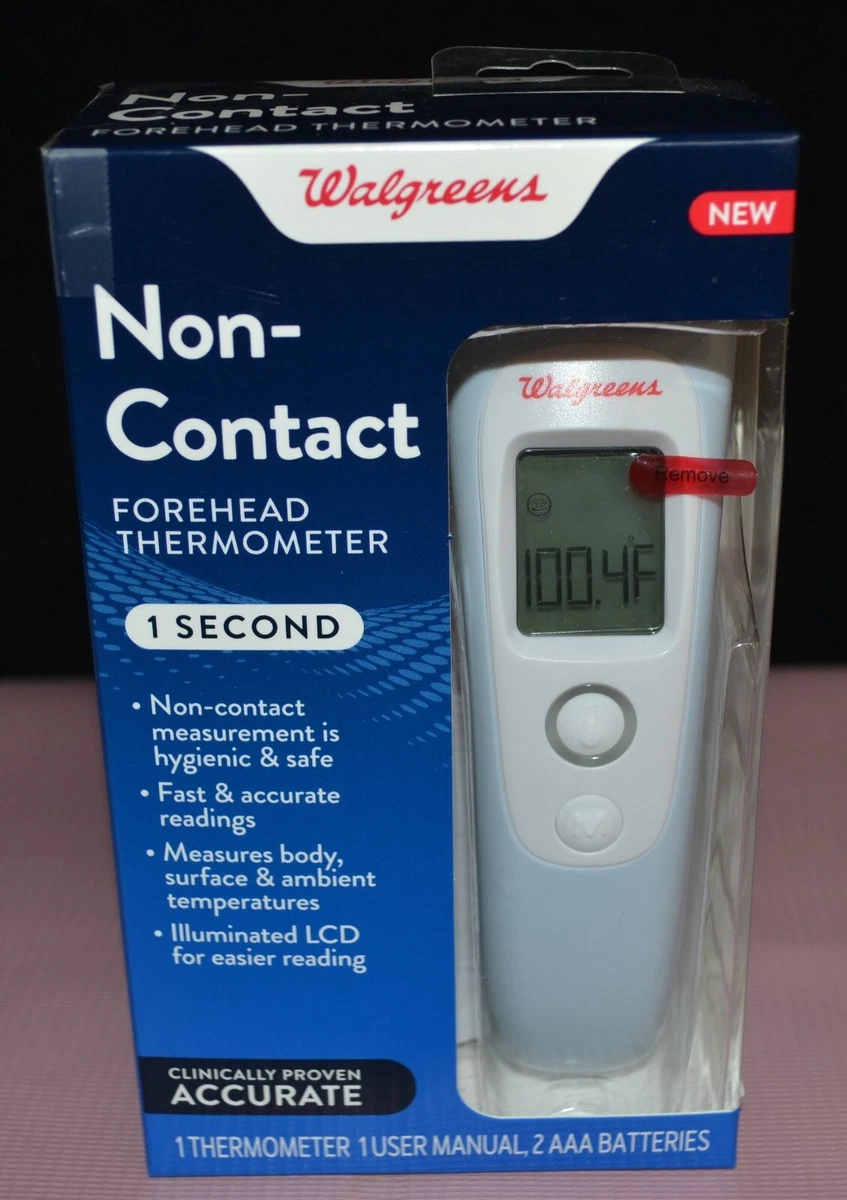 Non-
Contact
FOREHEAD THERMOMETER
Walgreens
NEW
Non-
Contact
FOREHEAD
THERMOMETER
1 SECOND
• Non-contact
measurement is
hygienic & safe
• Fast & accurate
readings
• Measures body,
surface & ambient
temperatures
• Illuminated LCD
for easier reading
CLINICALLY PROVEN
ACCURATE
1 THERMOMETER 1 USER MANUAL, 2 AAA BATTERIES
Walgreens
Remove
100.4°F
M